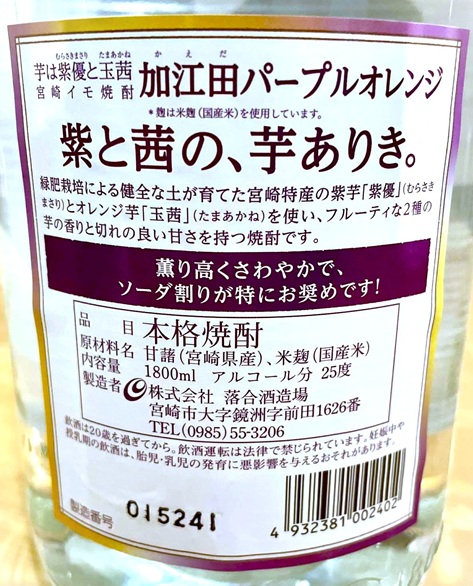 むらさきまさり たまあかね
芋は紫優と玉茜
宮崎イモ焼酎
かえだ
加江田パープルオレンジ
*麹は米麹(国産米)を使用しています。
紫と茜の、芋ありき。
緑肥栽培による健全な土が育てた宮崎特産の紫芋「紫優」(むらさき
まさり)とオレンジ芋「玉茜」(たまあかね)を使い、フルーティな2種の
芋の香りと切れの良い甘さを持つ焼酎です。
薫り高くさわやかで、
ソーダ割りが特にお奨めです!
品目 本格焼酎
原材料名 甘藷(宮崎県産)、米麹(国産米)
内容量 1800ml アルコール分 25度
製造者 株式会社 落合酒造場
宮崎市大字鏡洲字前田1626番
TEL(0985)55-3206
飲酒は20歳を過ぎてから。飲酒運転は法律で禁じられています。妊娠中や
授乳期の飲酒は、胎児・乳児の発育に悪影響を与えるおそれがあります。
製造番号 015241
4 932381 002402